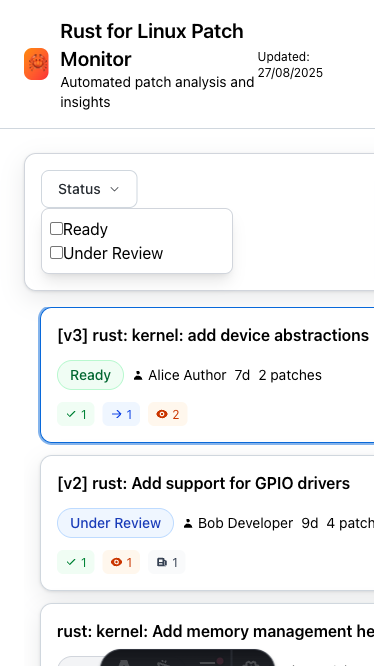 Rust for Linux Patch
Monitor
Automated patch analysis and
insights
Updated:
27/08/2025
Status
Ready
Under Review
[v3] rust: kernel: add device abstractions
Ready Alice Author 7d 2 patches
1 1 2
[v2] rust: Add support for GPIO drivers
Under Review Bob Developer 9d 4 patch
1 1 1
rust: kernel: Add memory management he